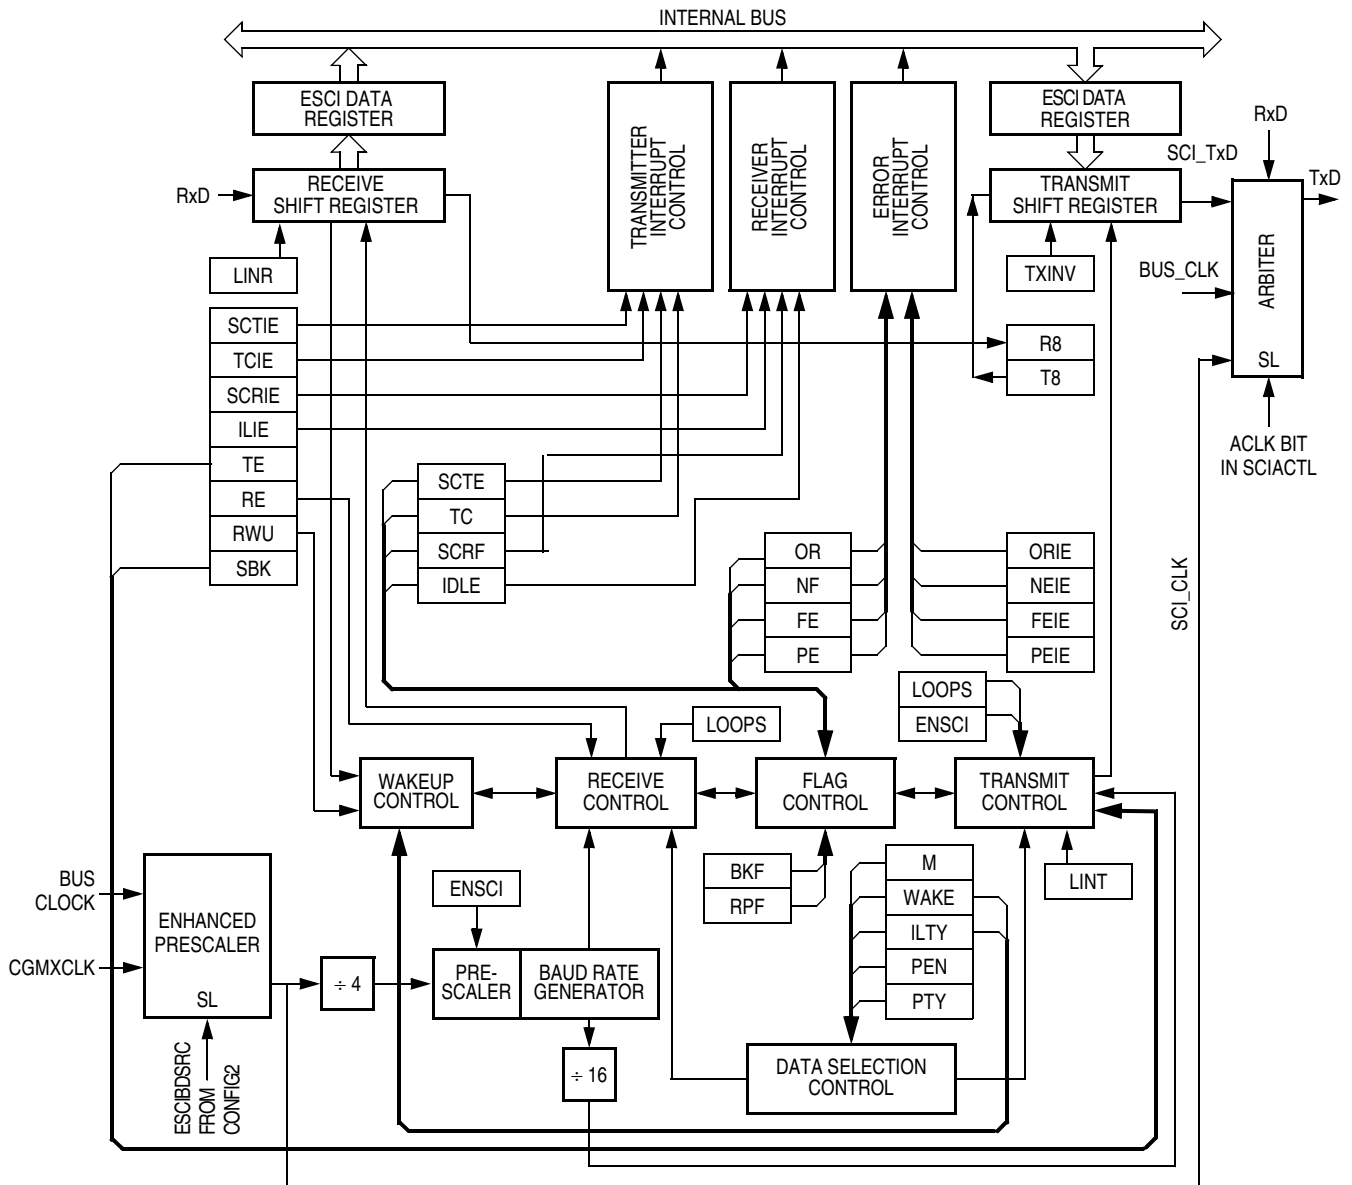 INTERNAL BUS
ESCI DATA
REGISTER
RECEIVE
SHIFT REGISTER
RxD
LINR
TRANSMITTER
INTERRUPT
CONTROL
RECEIVER
INTERRUPT
CONTROL
ERROR
INTERRUPT
CONTROL
ESCI DATA
REGISTER
TRANSMIT
SHIFT REGISTER
TXINV
SCI_TxD
RxD
TxD
BUS_CLK
ARBITER
SL
ACLK BIT
IN SCIACTL
SCI_CLK
R8
T8
SCTIE
TCIE
SCRIE
ILIE
TE
RE
RWU
SBK
SCTE
TC
SCRF
IDLE
OR
NF
FE
PE
ORIE
NEIE
FEIE
PEIE
LOOPS
LOOPS
ENSCI
WAKEUP
CONTROL
RECEIVE
CONTROL
FLAG
CONTROL
TRANSMIT
CONTROL
BKF
RPF
M
WAKE
ILTY
PEN
PTY
LINT
BUS
CLOCK
CGMXCLK
ENHANCED
PRESCALER
SL
ESCIBDSRC
FROM
CONFIG2
÷ 4
ENSCI
PRE-
SCALER
BAUD RATE
GENERATOR
÷ 16
DATA SELECTION
CONTROL